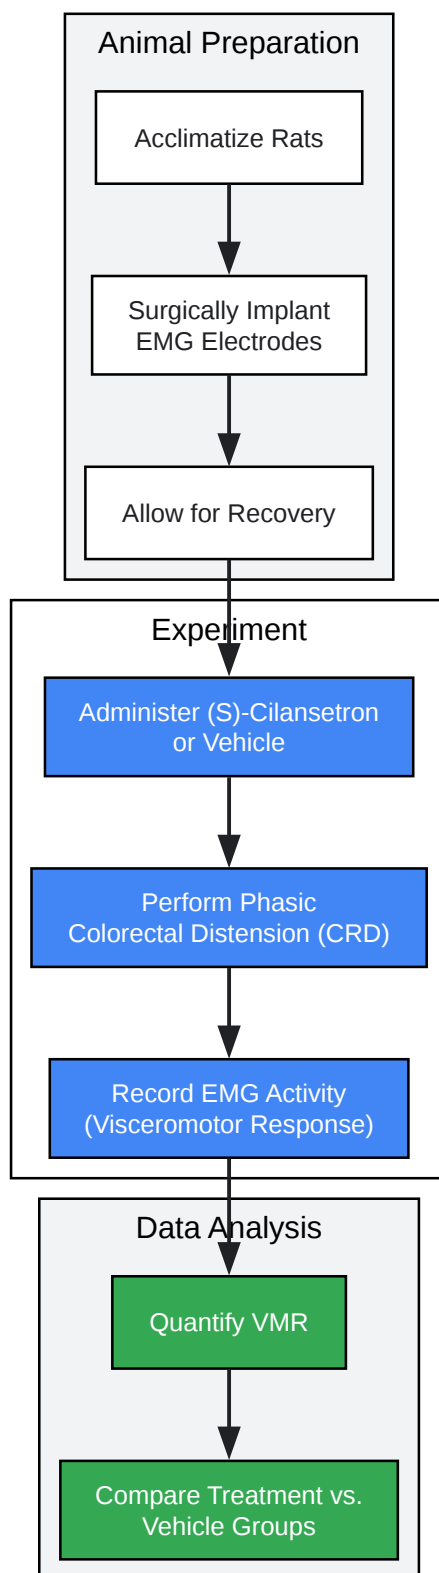 Animal Preparation
Acclimatize Rats
Surgically Implant
EMG Electrodes
Allow for Recovery
Experiment
Administer (S)-Cilansetron
or Vehicle
Perform Phasic
Colorectal Distension (CRD)
Record EMG Activity
(Visceromotor Response)
Data Analysis
Quantify VMR
Compare Treatment vs.
Vehicle Groups